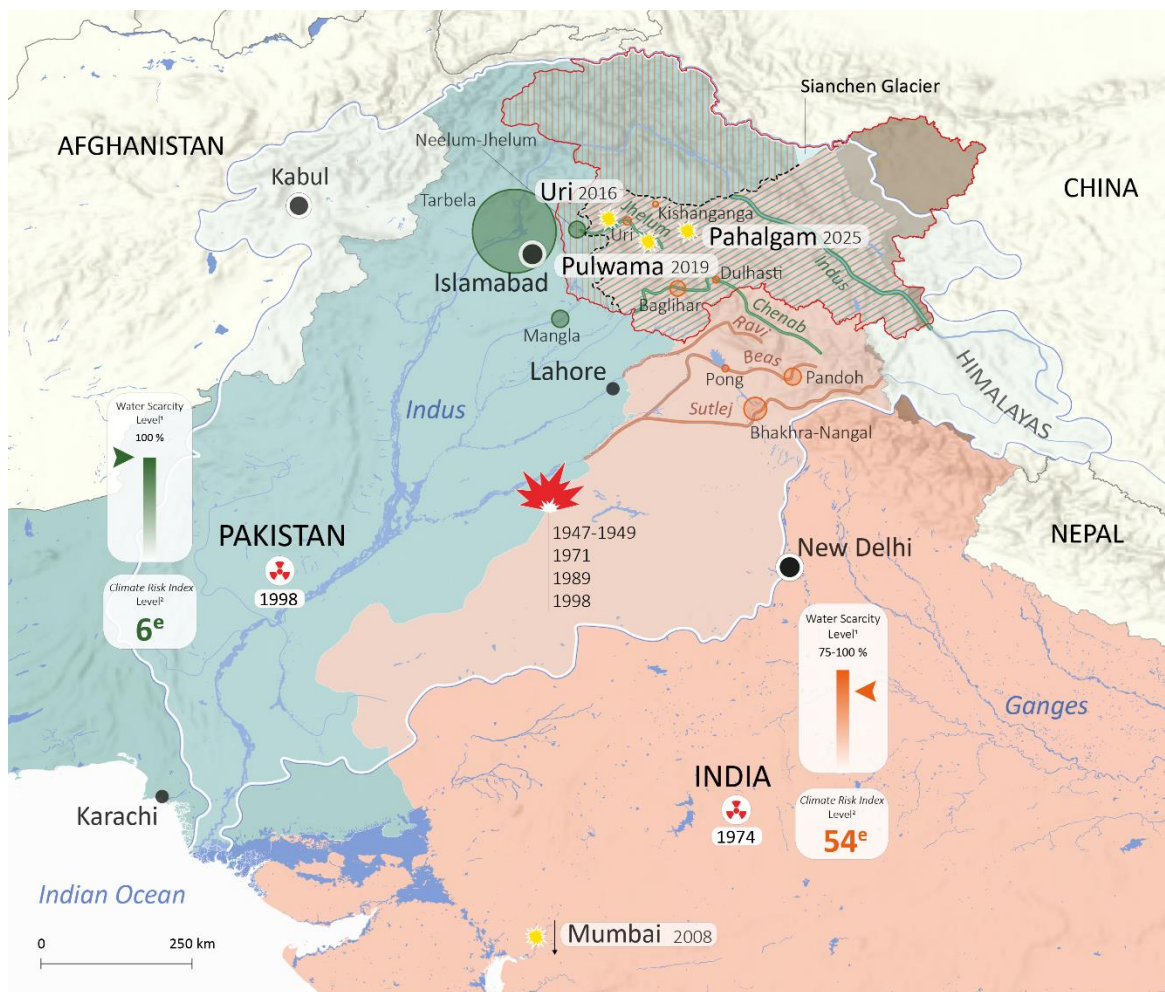 Sianchen Glacier
AFGHANISTAN
Neelum-Jhelum
CHINA
Kabul
Tarbela
Uri 2016
Kishanganga
Jhelum
Uri
Pahalgam 2025
Islamabad
Pulwama 2019
Dulhasti
Indus
Baglihar
Chenab
Mangla
Ravi
HIMALAYAS
Lahore
Beas
Pong
Pandoh
Indus
Sutlej
Bhakhra-Nangal
Water Scarcity
Level¹
100 %
PAKISTAN
1998
Climate Risk Index
Level²
6ᵉ
1947-1949
1971
1989
1998
NEPAL
New Delhi
Water Scarcity
Level¹
75-100 %
Ganges
INDIA
1974
Climate Risk Index
Level²
54ᵉ
Karachi
Indian Ocean
0 250 km
Mumbai 2008